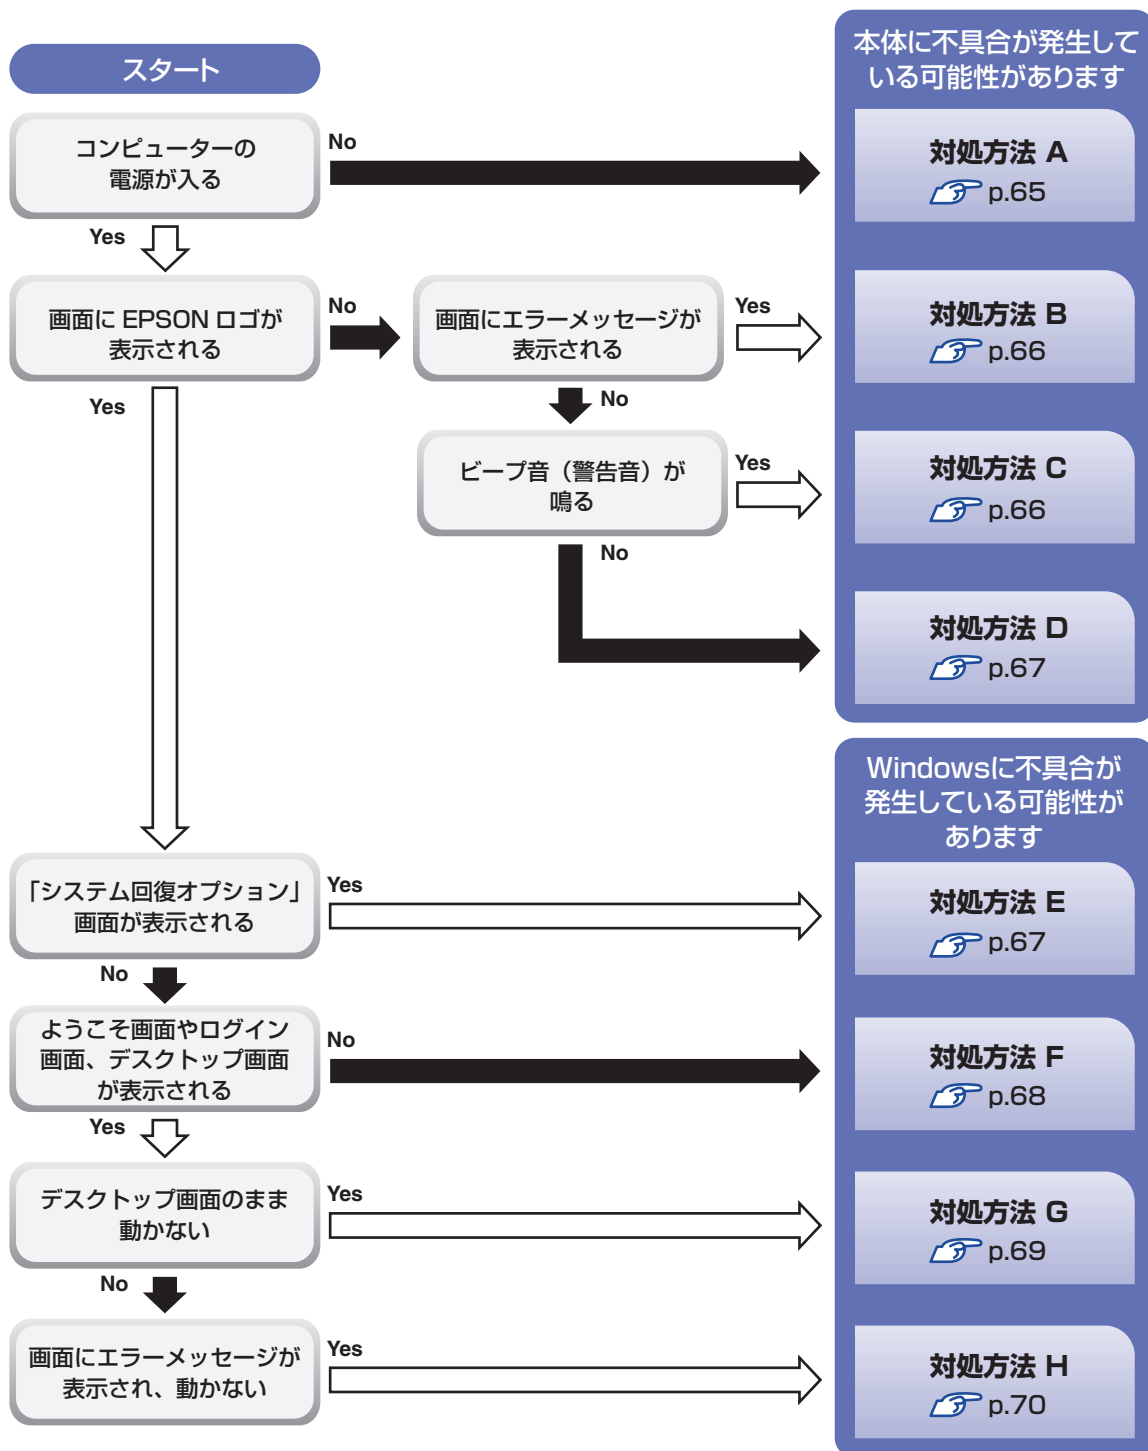 スタート
コンピューターの
電源が入る
No
Yes
画面に EPSON ロゴが
表示される
No
Yes
画面にエラーメッセージが
表示される
Yes
No
ビープ音（警告音）が
鳴る
Yes
No
本体に不具合が発生して
いる可能性があります
対処方法 A
p.65
対処方法 B
p.66
対処方法 C
p.66
対処方法 D
p.67
「システム回復オプション」
画面が表示される
Yes
No
ようこそ画面やログイン
画面、デスクトップ画面
が表示される
No
Yes
デスクトップ画面のまま
動かない
Yes
No
画面にエラーメッセージが
表示され、動かない
Yes
Windowsに不具合が
発生している可能性が
あります
対処方法 E
p.67
対処方法 F
p.68
対処方法 G
p.69
対処方法 H
p.70